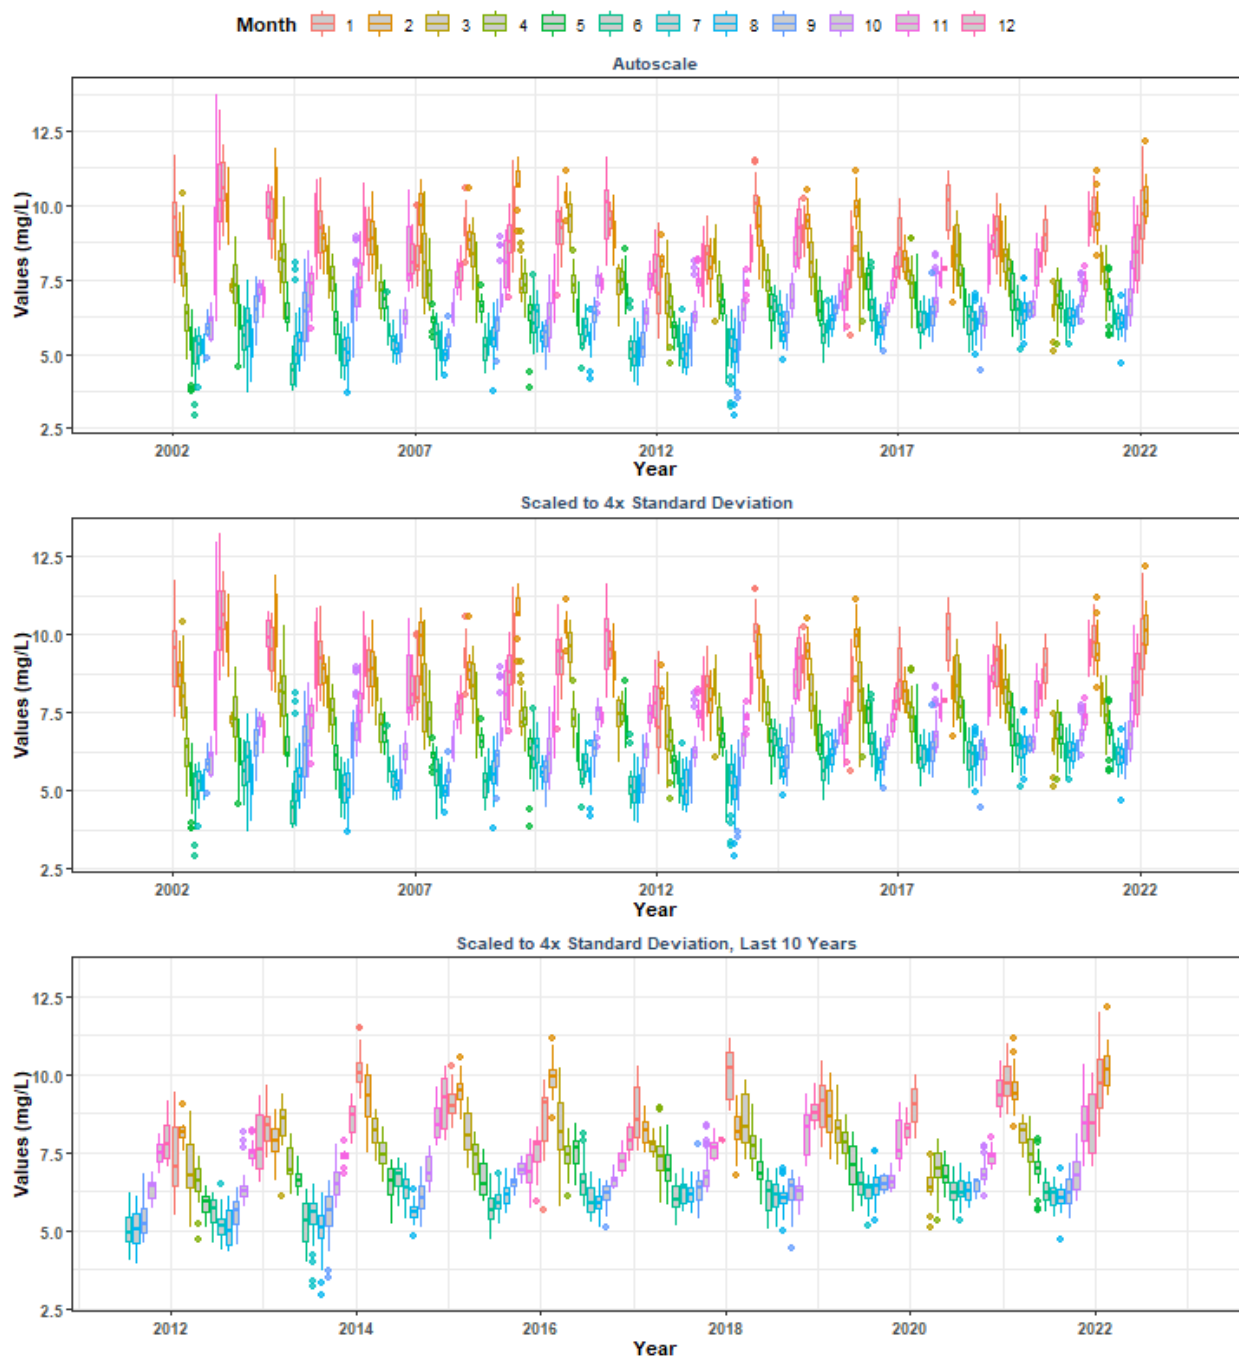 Month 1 2 3 4 5 6 7 8 9 10 11 12
Autoscale
Values (mg/L)
12.5
10.0
7.5
5.0
2.5
2002 2007 2012 2017 2022
Year
Scaled to 4x Standard Deviation
Values (mg/L)
12.5
10.0
7.5
5.0
2.5
2002 2007 2012 2017 2022
Year
Scaled to 4x Standard Deviation, Last 10 Years
Values (mg/L)
12.5
10.0
7.5
5.0
2.5
2012 2014 2016 2018 2020 2022
Year